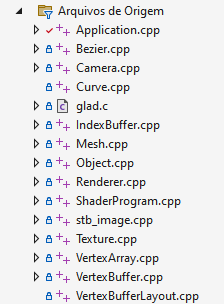 Arquivos de Origem
Application.cpp
Bezier.cpp
Camera.cpp
Curve.cpp
glad.c
IndexBuffer.cpp
Mesh.cpp
Object.cpp
Renderer.cpp
ShaderProgram.cpp
stb_image.cpp
Texture.cpp
VertexArray.cpp
VertexBuffer.cpp
VertexBufferLayout.cpp